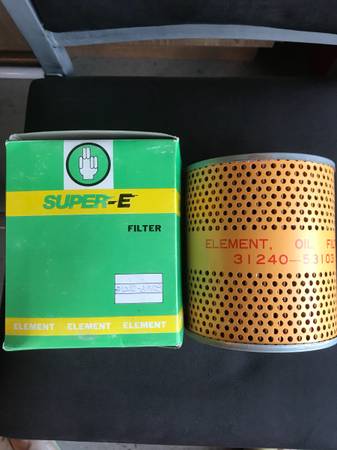 SUPER-E
FILTER
ELEMENT ELEMENT ELEMENT
ELEMENT, OIL FIL
31240-53103